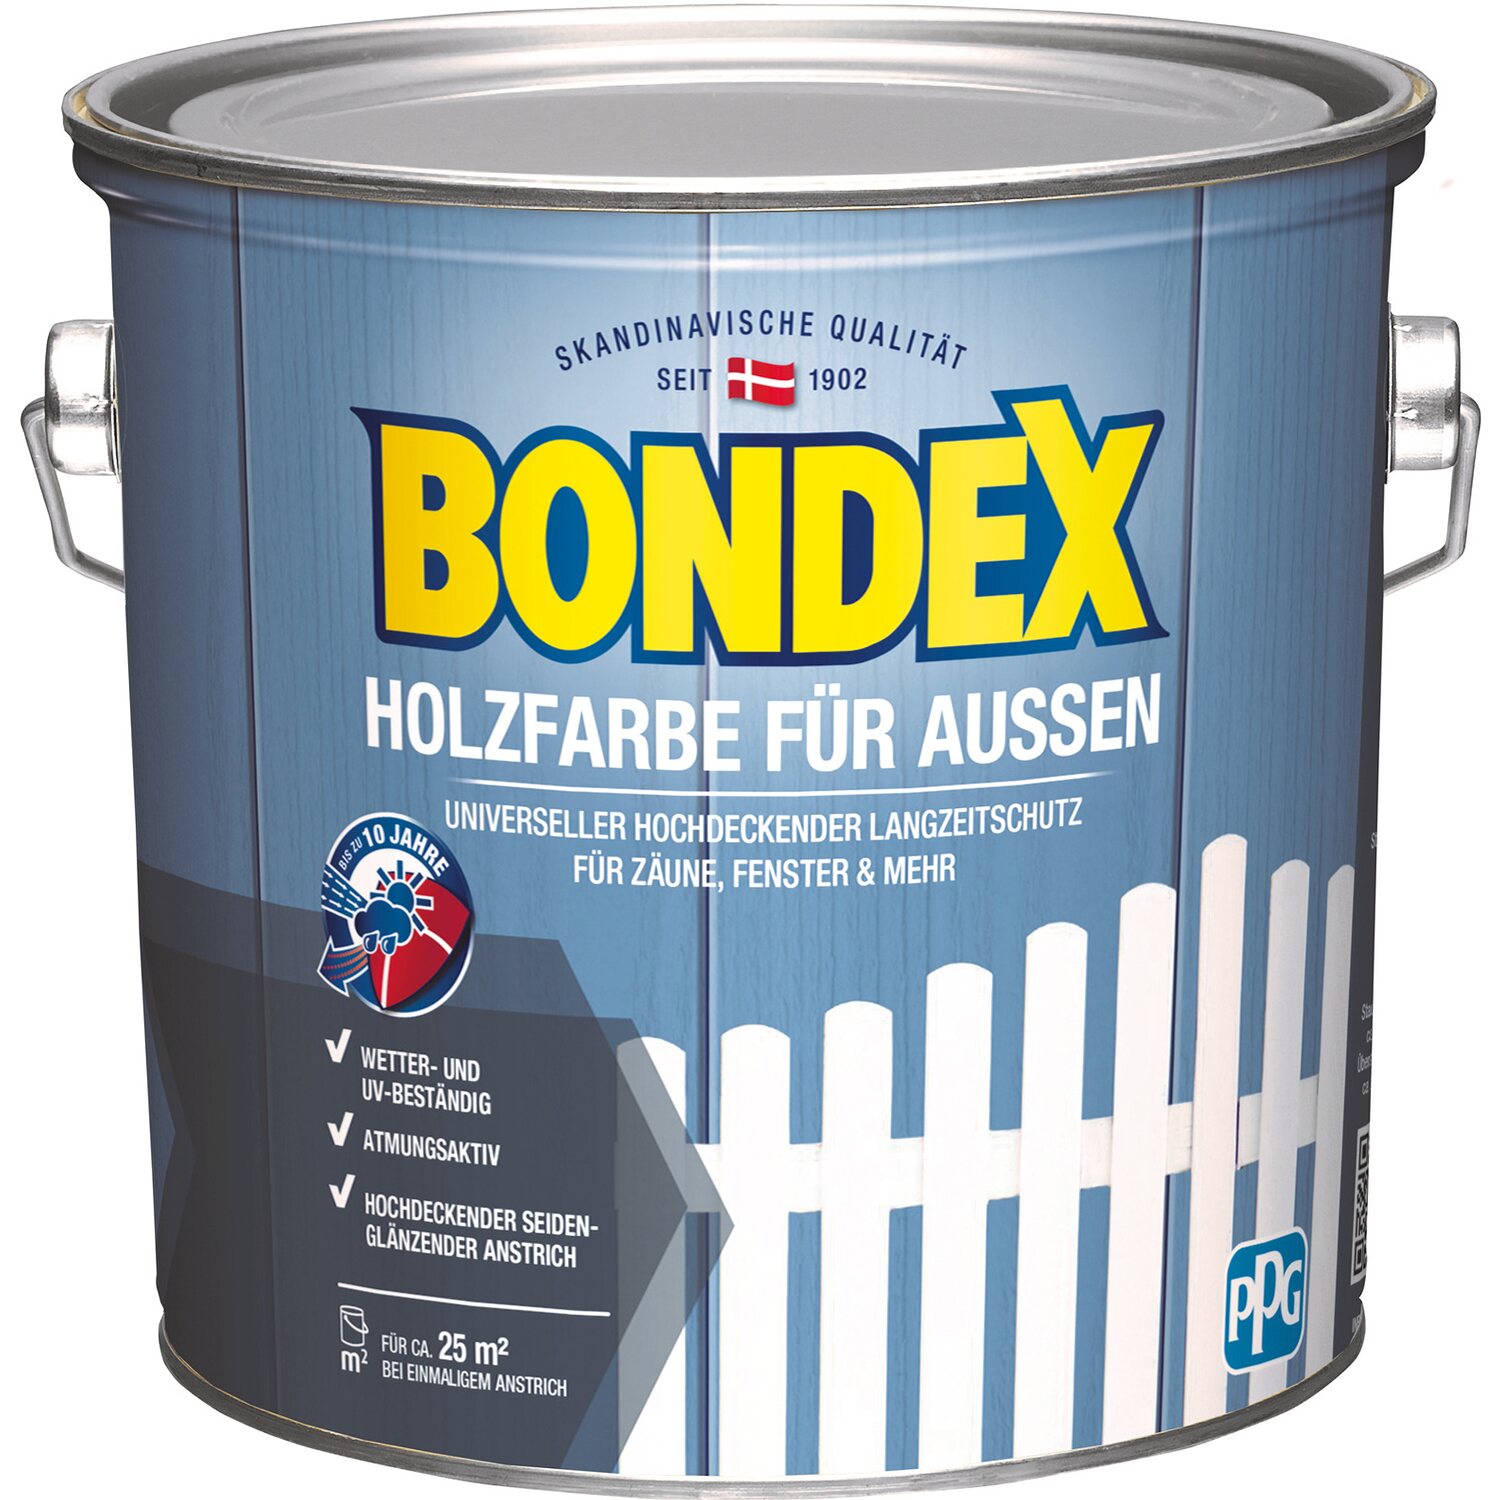 SKANDINAVISCHE QUALITÄT
SEIT 1902
BONDEX
HOLZFARBE FÜR AUSSEN
UNIVERSELLER HOCHDECKENDER LANGZEITSCHUTZ
FÜR ZÄUNE, FENSTER & MEHR
BIS ZU 10 JAHRE
WETTER- UND
UV-BESTÄNDIG
ATMUNGSAKTIV
HOCHDECKENDER SEIDEN-
GLÄNZENDER ANSTRICH
m²
FÜR CA. 25 m²
BEI EINMALIGEM ANSTRICH
PPG